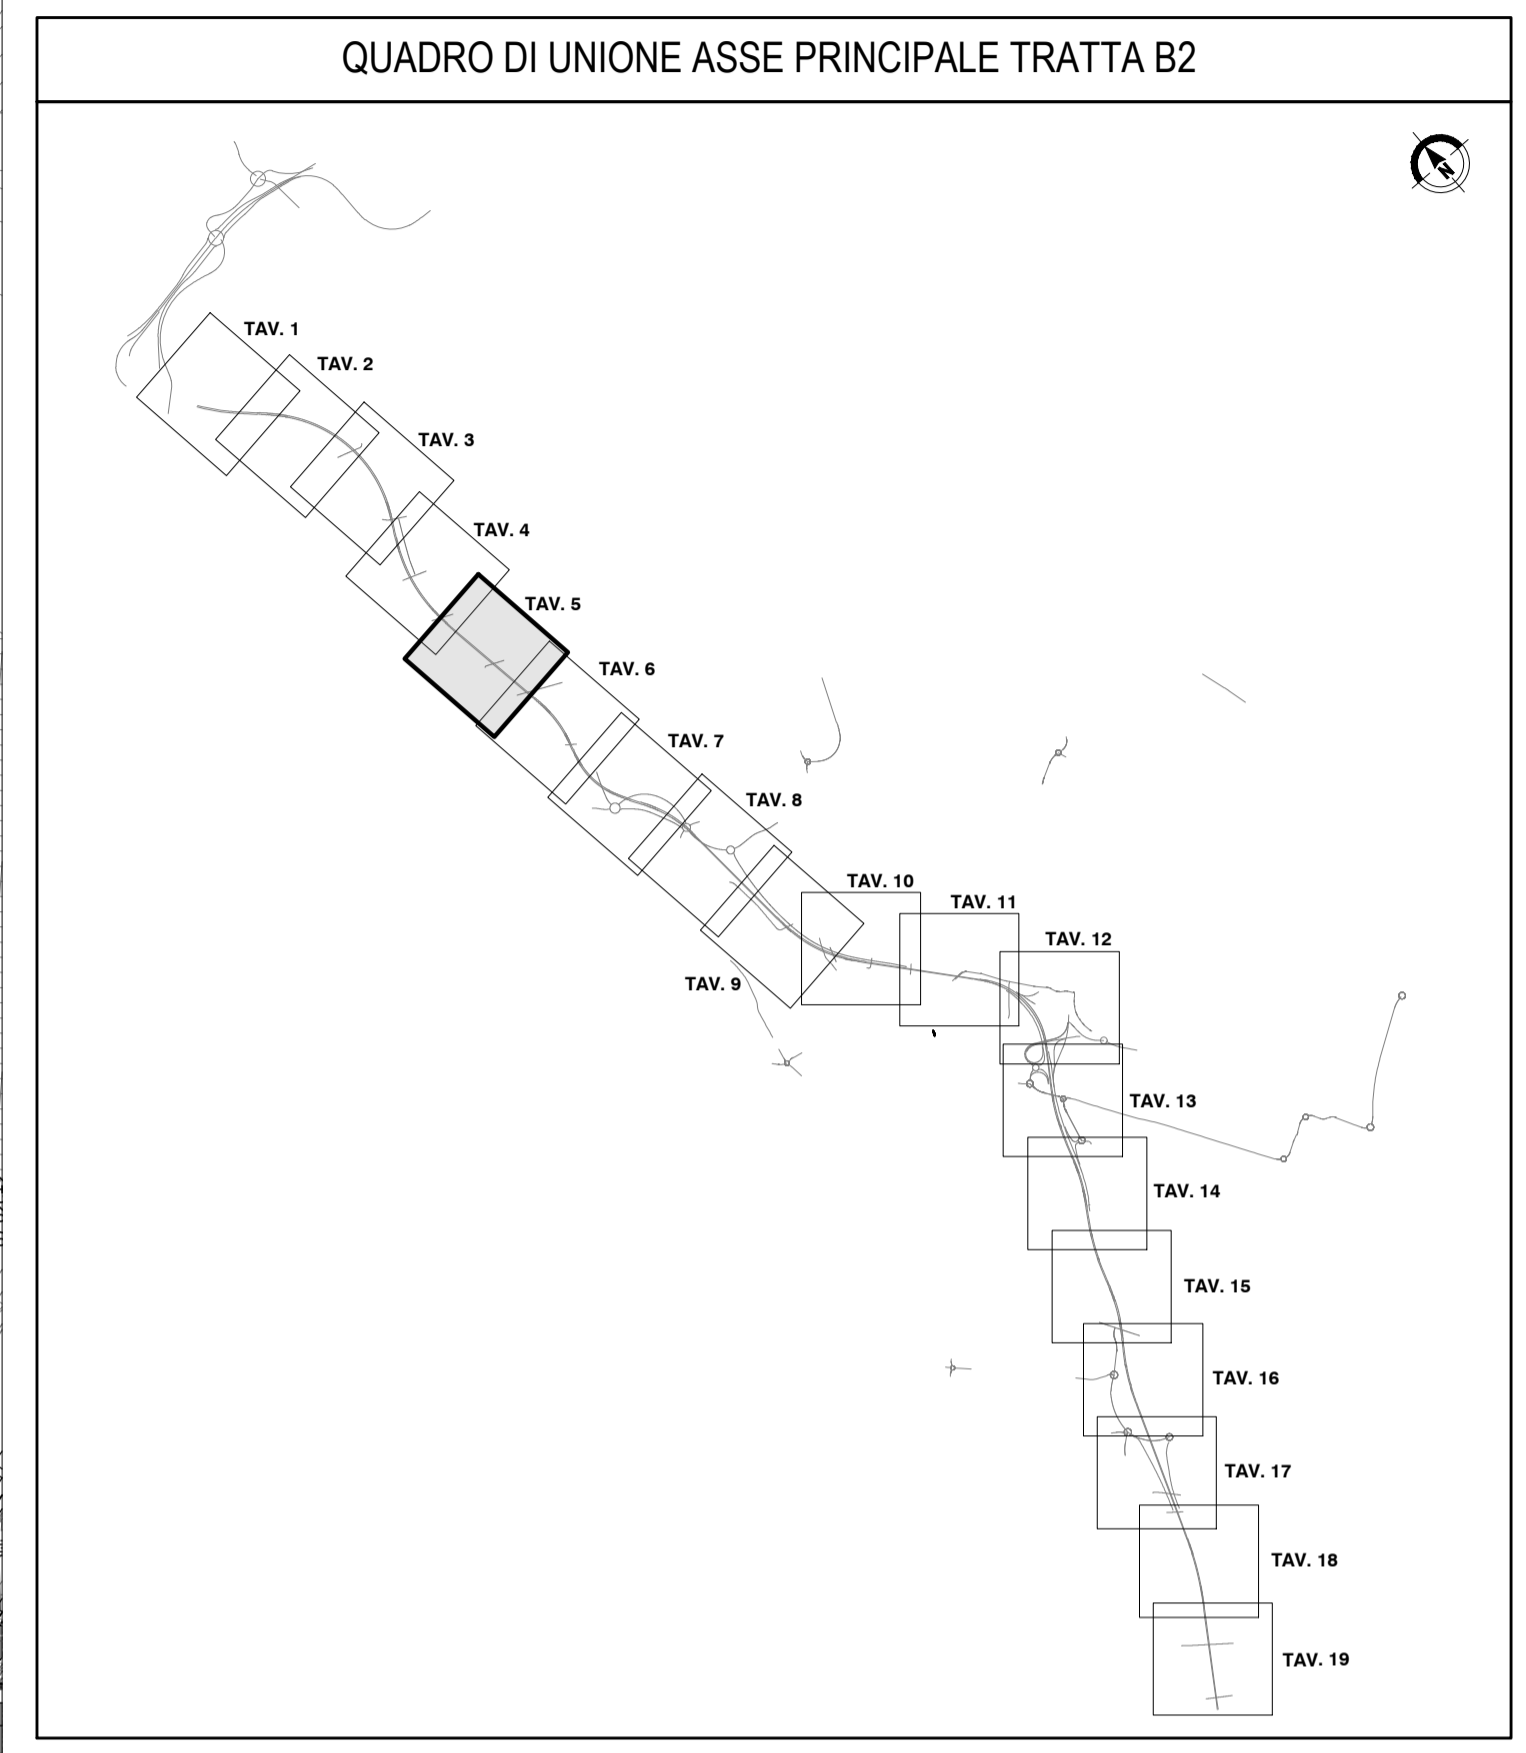 QUADRO DI UNIONE ASSE PRINCIPALE TRATTA B2
N
TAV. 1
TAV. 2
TAV. 3
TAV. 4
TAV. 5
TAV. 6
TAV. 7
TAV. 8
TAV. 10
TAV. 11
TAV. 12
TAV. 9
TAV. 13
TAV. 14
TAV. 15
TAV. 16
TAV. 17
TAV. 18
TAV. 19